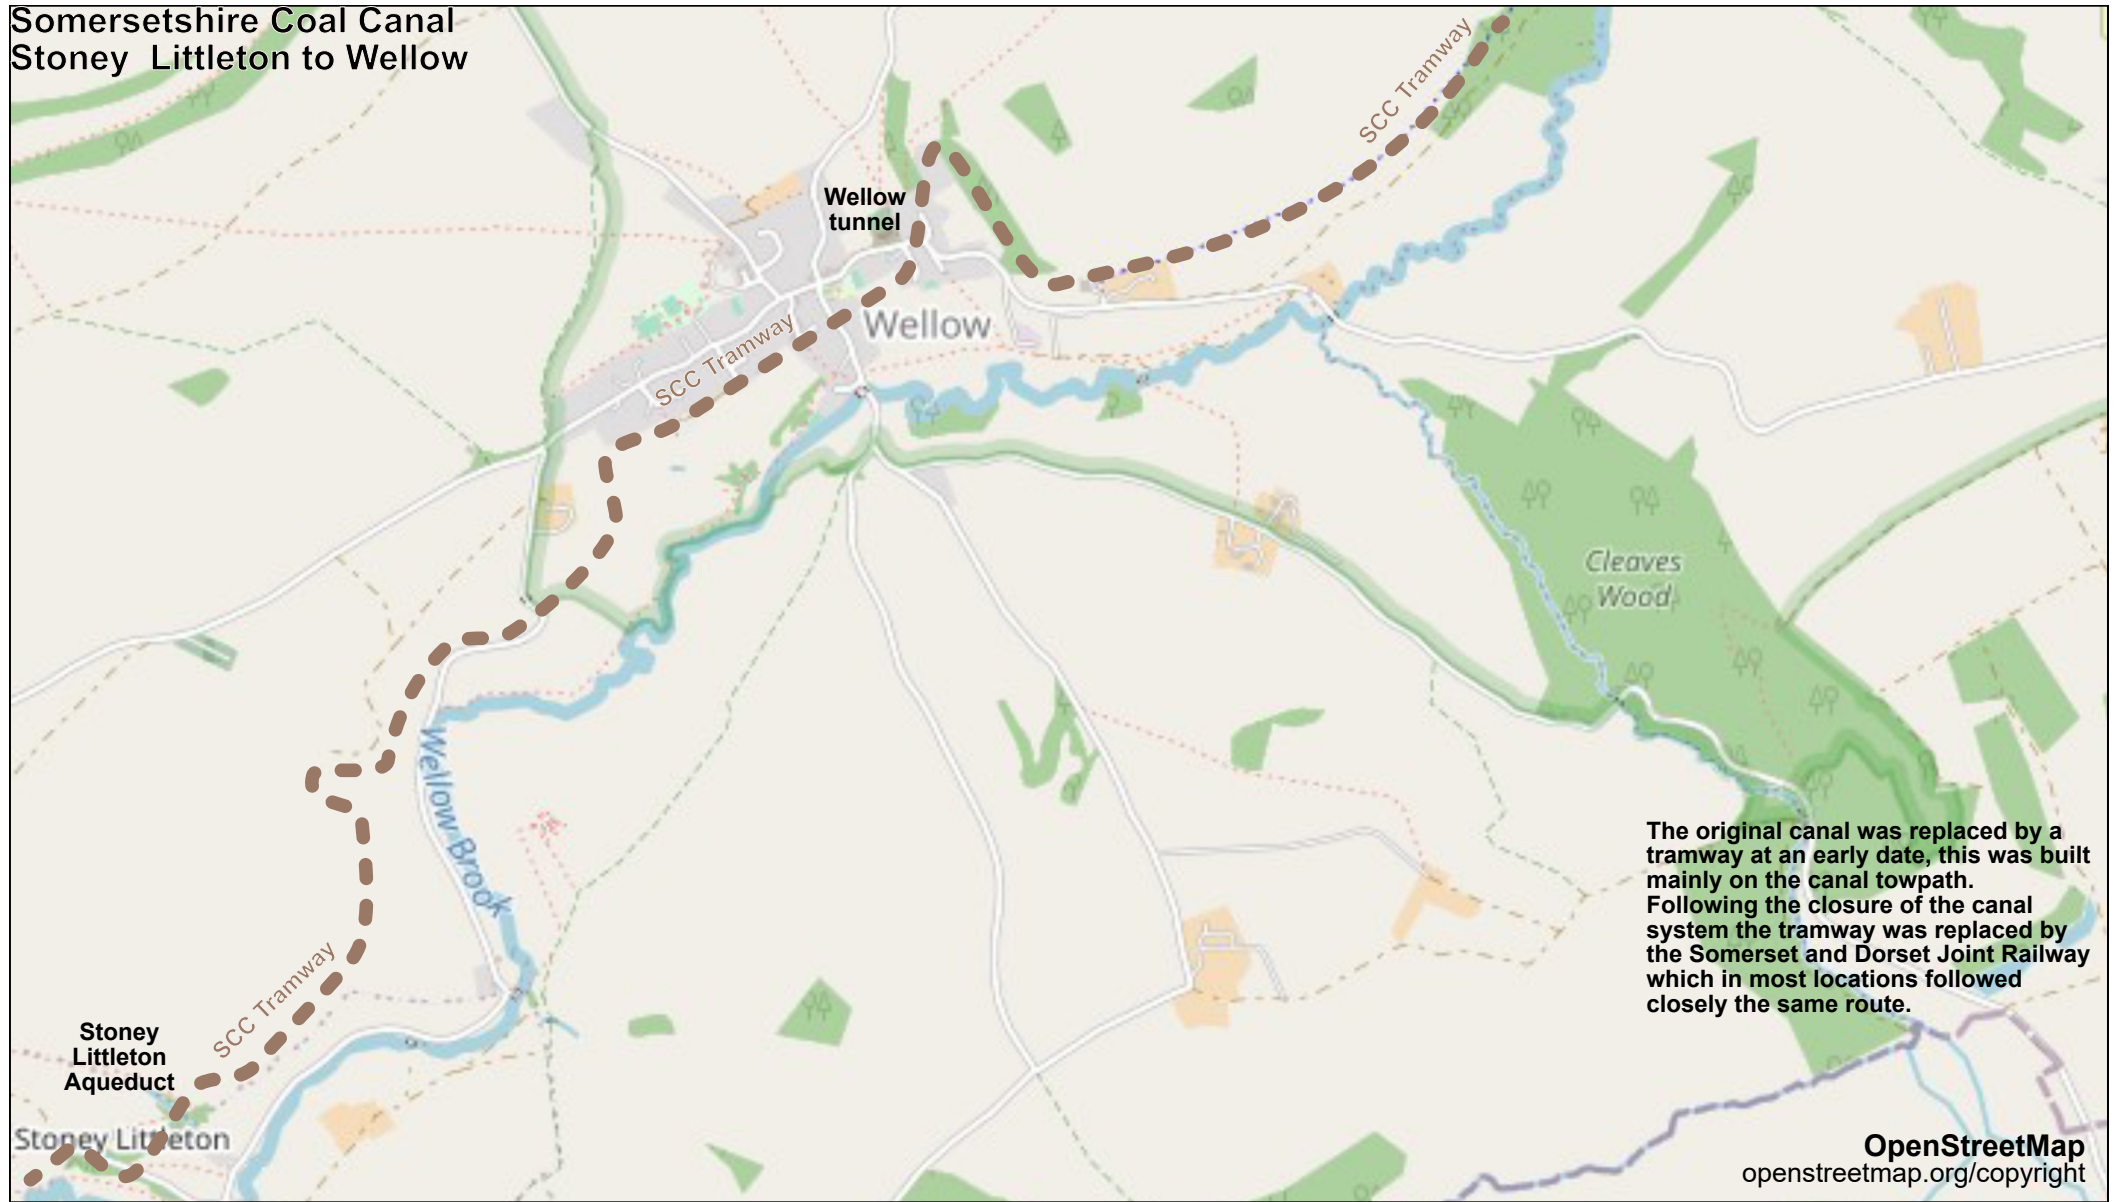 Somersetshire Coal Canal
Stoney Littleton to Wellow
SCC Tramway
Wellow
tunnel
Wellow
SCC Tramway
Cleaves
Wood
Wellow Brook
The original canal was replaced by a
tramway at an early date, this was built
mainly on the canal towpath.
Following the closure of the canal
system the tramway was replaced by
the Somerset and Dorset Joint Railway
which in most locations followed
closely the same route.
SCC Tramway
Stoney
Littleton
Aqueduct
Stoney Littleton
OpenStreetMap
openstreetmap.org/copyright